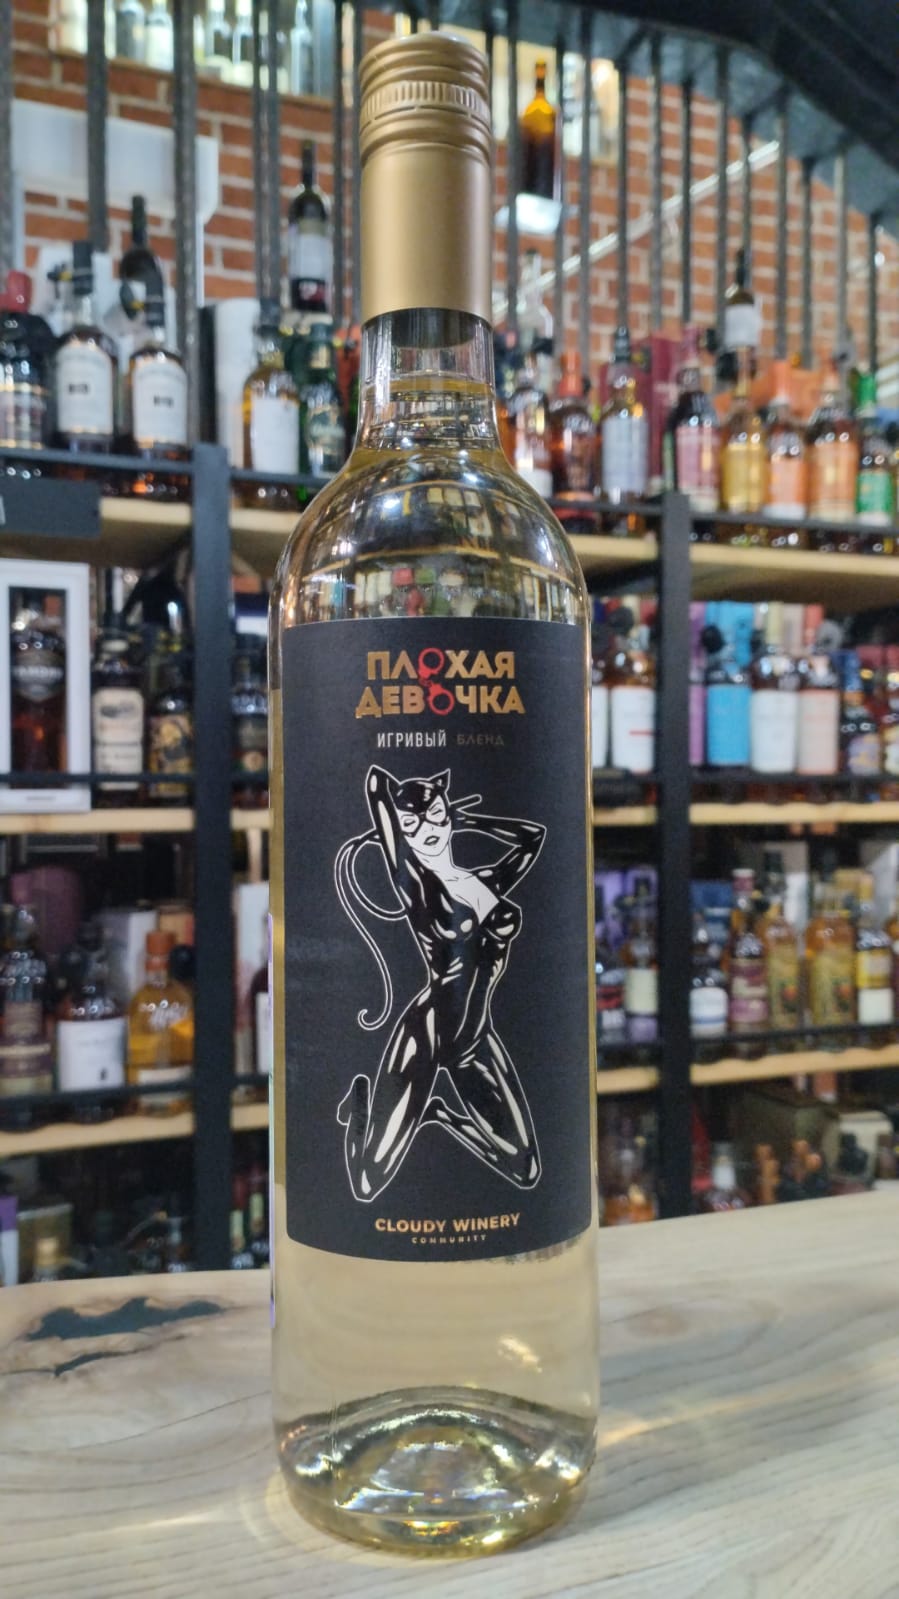 ПЛОХАЯ
ДЕВОЧКА
ИГРИВЫЙ БЛЕНД
CLOUDY WINERY
COMMUNITY